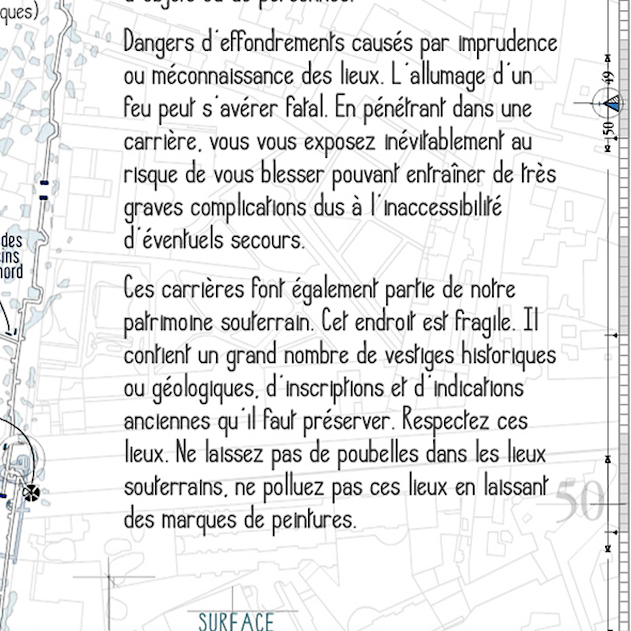 ques)
Dangers d'effondrements causés par imprudence
ou méconnaissance des lieux. L'allumage d'un
feu peut s'avérer fatal. En pénétrant dans une
carrière, vous vous exposez inévitablement au
risque de vous blesser pouvant entraîner de très
graves complications dus à l'inaccessibilité
d'éventuels secours.
Ces carrières font également partie de notre
patrimoine souterrain. Cet endroit est fragile. Il
contient un grand nombre de vestiges historiques
ou géologiques, d'inscriptions et d'indications
anciennes qu'il faut préserver. Respectez ces
lieux. Ne laissez pas de poubelles dans les lieux
souterrains, ne polluez pas ces lieux en laissant
des marques de peintures.
des
ins
nord
49
50
50
SURFACE